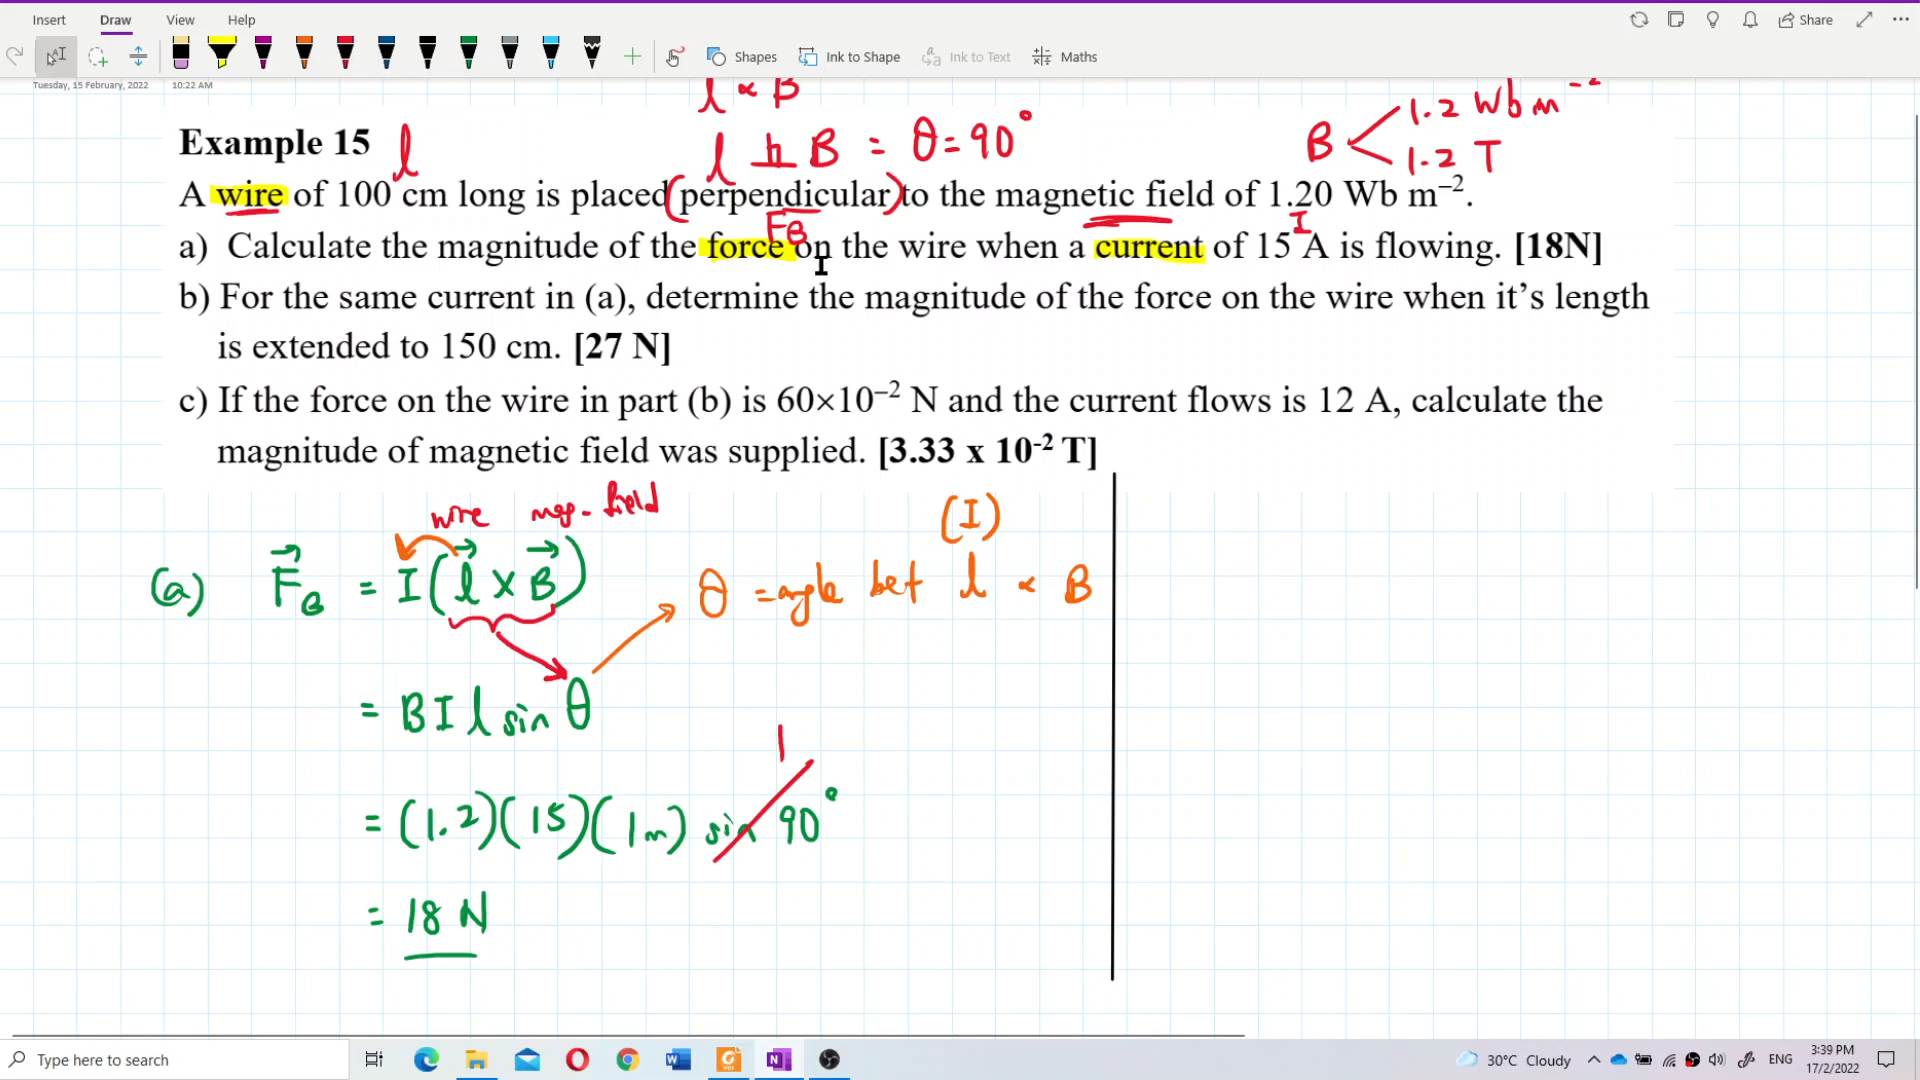 Insert Draw View Help Share
Shapes Ink to Shape Ink to Text Maths
Tuesday, 15 February, 2022 10:22 AM
l ∝ B
B 1.2 Wb m⁻²
Example 15 l
l B = θ = 90°
1.2 T
A wire of 100 cm long is placed (perpendicular) to the magnetic field of 1.20 Wb m⁻².
F_B I
a) Calculate the magnitude of the force on the wire when a current of 15 A is flowing. [18N]
b) For the same current in (a), determine the magnitude of the force on the wire when it's length
is extended to 150 cm. [27 N]
c) If the force on the wire in part (b) is 60×10⁻² N and the current flows is 12 A, calculate the
magnitude of magnetic field was supplied. [3.33 x 10⁻² T]
wire mag. field (I)
(a) F_B = I (l × B) θ = angle bet l ∝ B
= B I l sin θ
1
= (1.2)(15)(1m) sin 90°
= 18 N
Type here to search 30°C Cloudy ENG 3:39 PM
17/2/2022